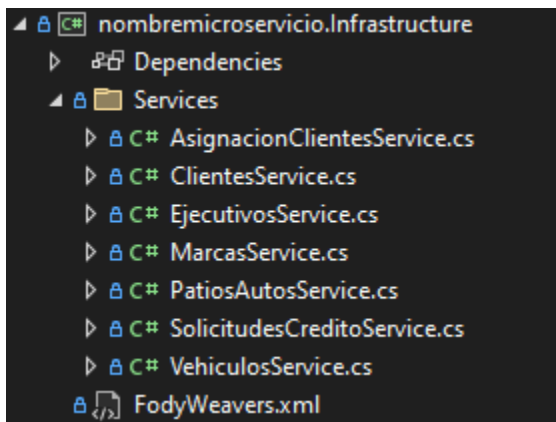 C# nombremicroservicio.Infrastructure
Dependencies
Services
C# AsignacionClientesService.cs
C# ClientesService.cs
C# EjecutivosService.cs
C# MarcasService.cs
C# PatiosAutosService.cs
C# SolicitudesCreditoService.cs
C# VehiculosService.cs
FodyWeavers.xml